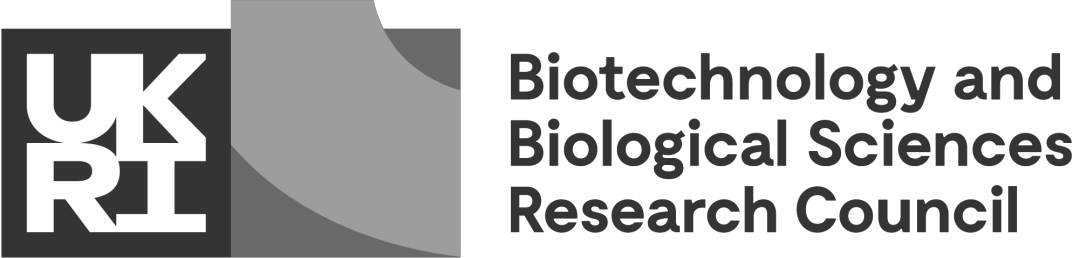 UK
RI
Biotechnology and
Biological Sciences
Research Council